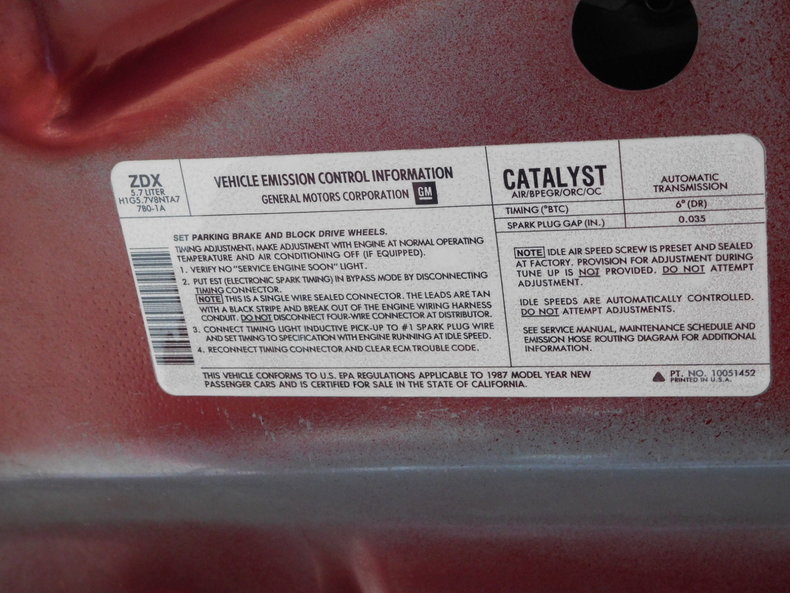 ZDX
5.7 LITER
H1G5.7V8NTA7
7B0-1A
VEHICLE EMISSION CONTROL INFORMATION
GENERAL MOTORS CORPORATION GM
CATALYST
AIR/BPEGR/ORC/OC
AUTOMATIC
TRANSMISSION
TIMING (°BTC) 6° (DR)
SPARK PLUG GAP (IN.) 0.035
SET PARKING BRAKE AND BLOCK DRIVE WHEELS.
TIMING ADJUSTMENT: MAKE ADJUSTMENT WITH ENGINE AT NORMAL OPERATING
TEMPERATURE AND AIR CONDITIONING OFF (IF EQUIPPED).
1. VERIFY NO "SERVICE ENGINE SOON" LIGHT.
2. PUT EST (ELECTRONIC SPARK TIMING) IN BYPASS MODE BY DISCONNECTING
TIMING CONNECTOR.
NOTE THIS IS A SINGLE WIRE SEALED CONNECTOR. THE LEADS ARE TAN
WITH A BLACK STRIPE AND BREAK OUT OF THE ENGINE WIRING HARNESS
CONDUIT. DO NOT DISCONNECT FOUR-WIRE CONNECTOR AT DISTRIBUTOR.
3. CONNECT TIMING LIGHT INDUCTIVE PICK-UP TO #1 SPARK PLUG WIRE
AND SET TIMING TO SPECIFICATION WITH ENGINE RUNNING AT IDLE SPEED.
4. RECONNECT TIMING CONNECTOR AND CLEAR ECM TROUBLE CODE.
NOTE IDLE AIR SPEED SCREW IS PRESET AND SEALED
AT FACTORY. PROVISION FOR ADJUSTMENT DURING
TUNE UP IS NOT PROVIDED. DO NOT ATTEMPT
ADJUSTMENT.
IDLE SPEEDS ARE AUTOMATICALLY CONTROLLED.
DO NOT ATTEMPT ADJUSTMENTS.
SEE SERVICE MANUAL, MAINTENANCE SCHEDULE AND
EMISSION HOSE ROUTING DIAGRAM FOR ADDITIONAL
INFORMATION.
THIS VEHICLE CONFORMS TO U.S. EPA REGULATIONS APPLICABLE TO 1987 MODEL YEAR NEW
PASSENGER CARS AND IS CERTIFIED FOR SALE IN THE STATE OF CALIFORNIA.
PT. NO. 10051452
PRINTED IN U.S.A.